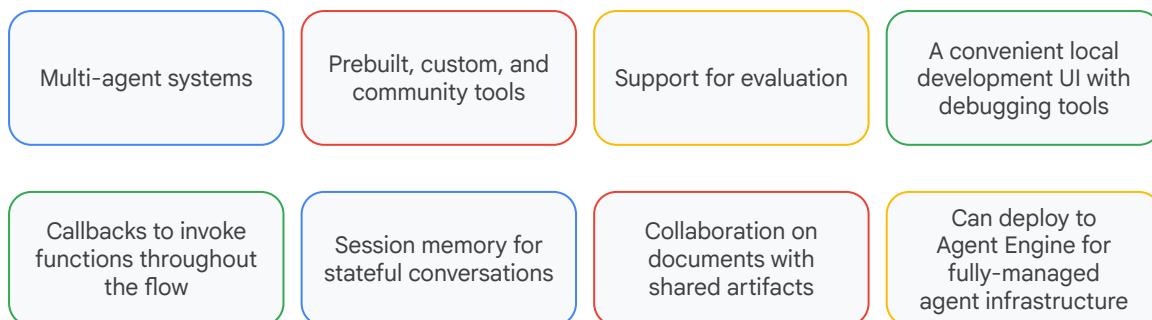 Multi-agent systems
Prebuilt, custom, and
community tools
Support for evaluation
A convenient local
development UI with
debugging tools
Callbacks to invoke
functions throughout
the flow
Session memory for
stateful conversations
Collaboration on
documents with
shared artifacts
Can deploy to
Agent Engine for
fully-managed
agent infrastructure